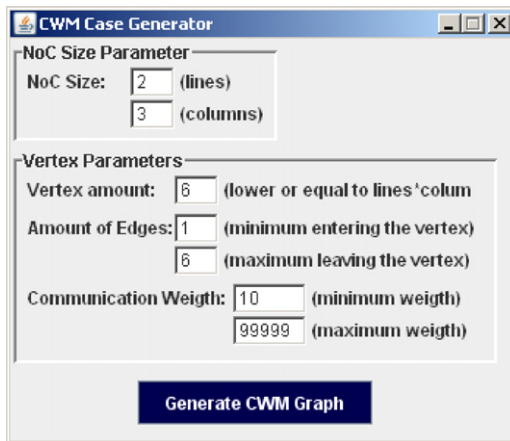 CWM Case Generator
NoC Size Parameter
NoC Size: 2 (lines)
3 (columns)
Vertex Parameters
Vertex amount: 6 (lower or equal to lines*colum
Amount of Edges: 1 (minimum entering the vertex)
6 (maximum leaving the vertex)
Communication Weigth: 10 (minimum weigth)
99999 (maximum weigth)
Generate CWM Graph